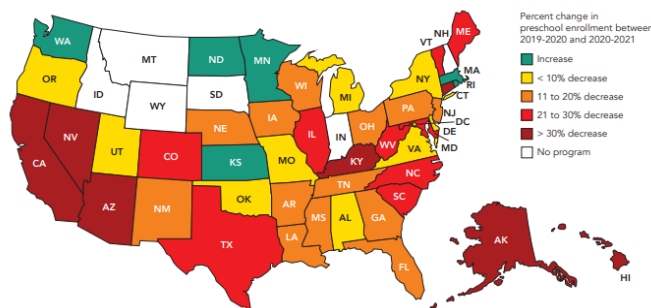 Percent change in
preschool enrollment between
2019-2020 and 2020-2021
Increase
< 10% decrease
11 to 20% decrease
21 to 30% decrease
> 30% decrease
No program
WA
MT
ND
MN
VT
NH
ME
OR
ID
WY
SD
WI
MI
NY
MA
RI
CT
NV
UT
CO
NE
IA
IL
IN
OH
PA
NJ
DC
DE
MD
CA
AZ
NM
KS
MO
KY
WV
VA
OK
AR
TN
NC
SC
TX
LA
MS
AL
GA
FL
AK
HI